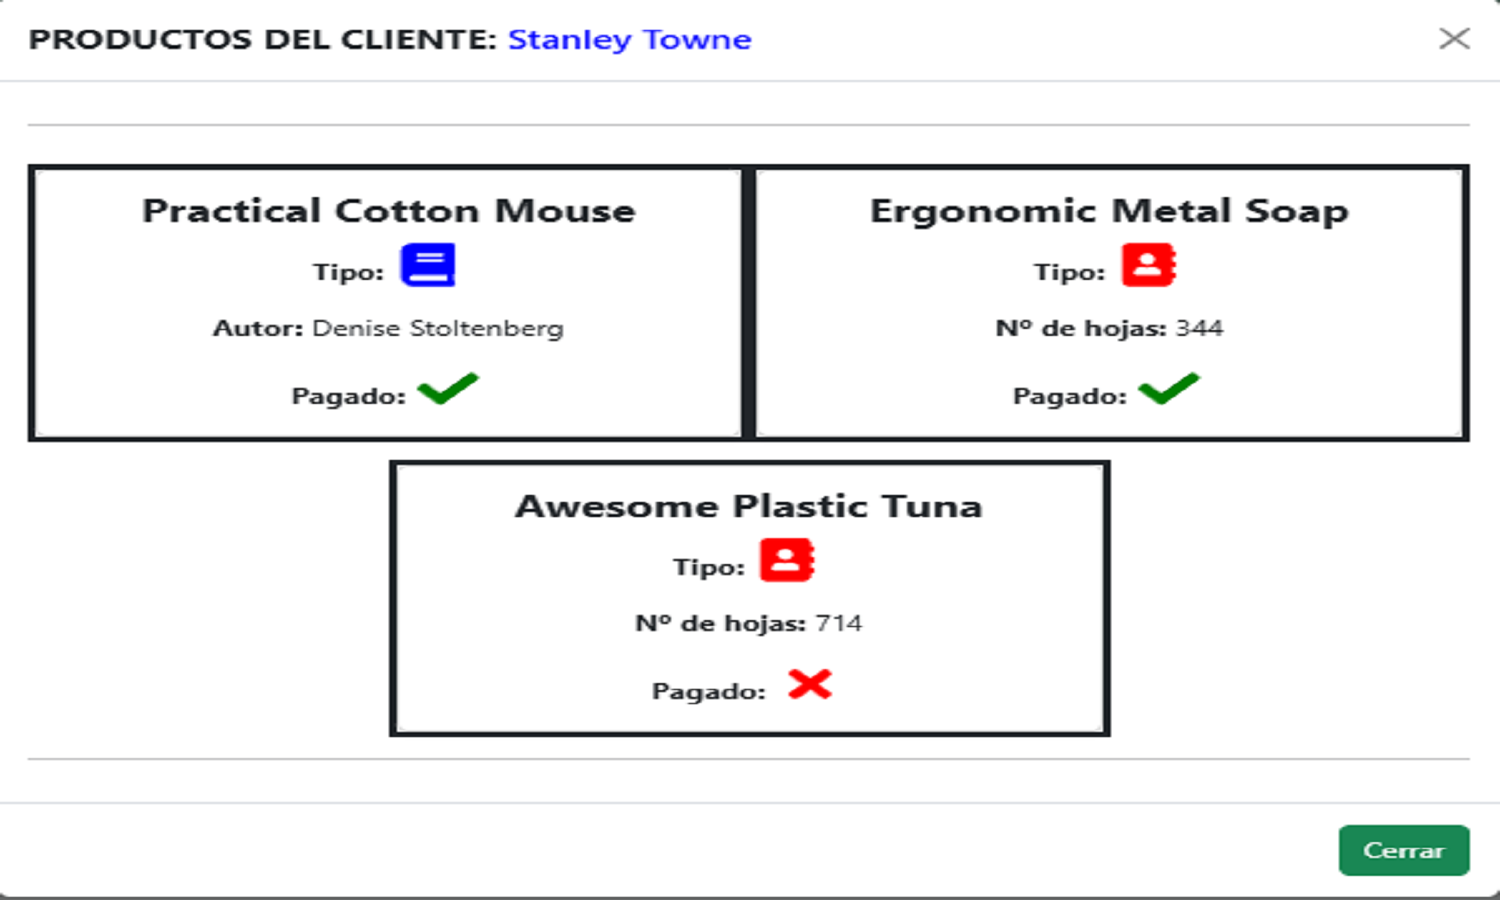 PRODUCTOS DEL CLIENTE: Stanley Towne
Practical Cotton Mouse
Tipo:
Autor: Denise Stoltenberg
Pagado:
Ergonomic Metal Soap
Tipo:
Nº de hojas: 344
Pagado:
Awesome Plastic Tuna
Tipo:
Nº de hojas: 714
Pagado:
Cerrar